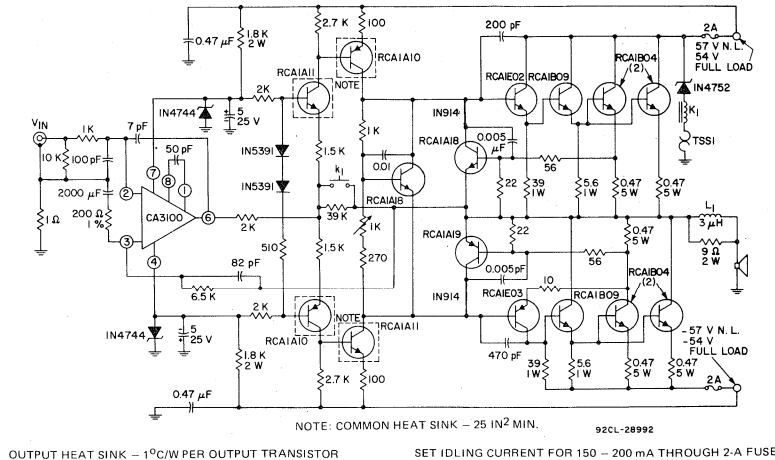 2.7 K
100
200 pF
2A
57 V N.L.
54 V
FULL LOAD
0.47 µF
1.8 K
2 W
RCA1A10
RCA1A11
NOTE
RCA1E02
RCA1B09
RCA1B04
(2)
IN4752
K1
TSS1
VIN
1K
7 pF
50 pF
IN4744
5
25 V
2K
IN5391
1.5 K
1K
IN914
RCA1A18
0.005
µF
56
10 K
100 pF
7
8
1
2
CA3100
6
2000 µF
200 Ω
1 %
3
4
1 Ω
IN5391
k1
39 K
0.01
RCA1A18
1K
22
39
1W
5.6
1 W
0.47
5 W
0.47
5W
L1
3 µH
9 Ω
2 W
2K
510
1.5 K
270
RCA1A19
22
56
0.47
5 W
82 pF
6.5 K
0.005pF
10
RCA1B04
(2)
IN914
RCA1E03
RCA1B09
IN4744
5
25 V
2 K
RCA1A10
NOTE
RCA1A11
470 pF
-57 V N.L.
-54 V
FULL LOAD
1.8 K
2 W
2.7 K
100
39
1W
5.6
1 W
0.47
5 W
0.47
5 W
2A
0.47 µF
NOTE: COMMON HEAT SINK – 25 IN2 MIN.
92CL-28992
OUTPUT HEAT SINK – 1°C/W PER OUTPUT TRANSISTOR
SET IDLING CURRENT FOR 150 – 200 mA THROUGH 2-A FUSE